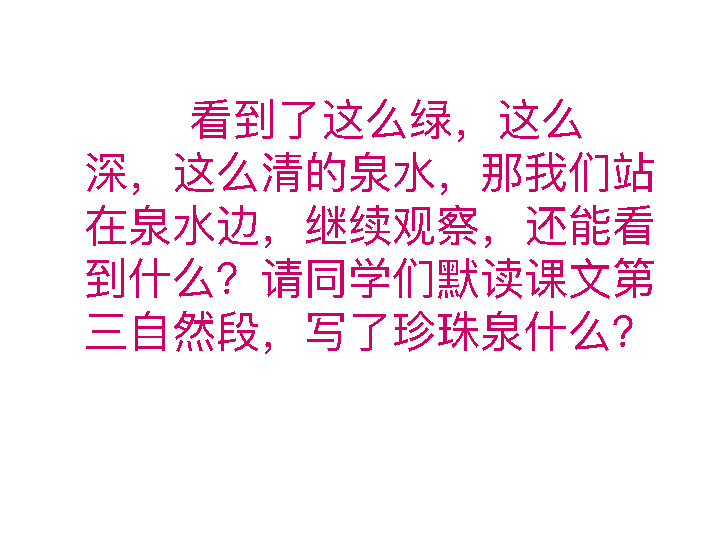 看到了这么绿，这么
深，这么清的泉水，那我们站
在泉水边，继续观察，还能看
到什么？请同学们默读课文第
三自然段，写了珍珠泉什么？